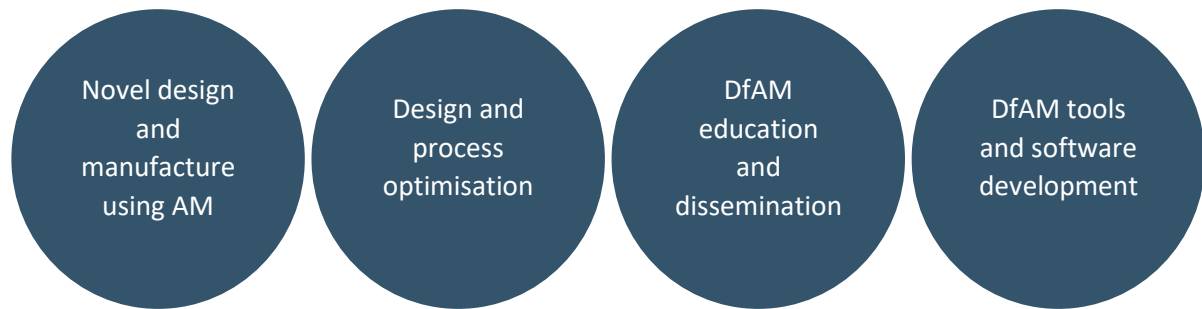 Novel design
and
manufacture
using AM
Design and
process
optimisation
DfAM
education
and
dissemination
DfAM tools
and software
development